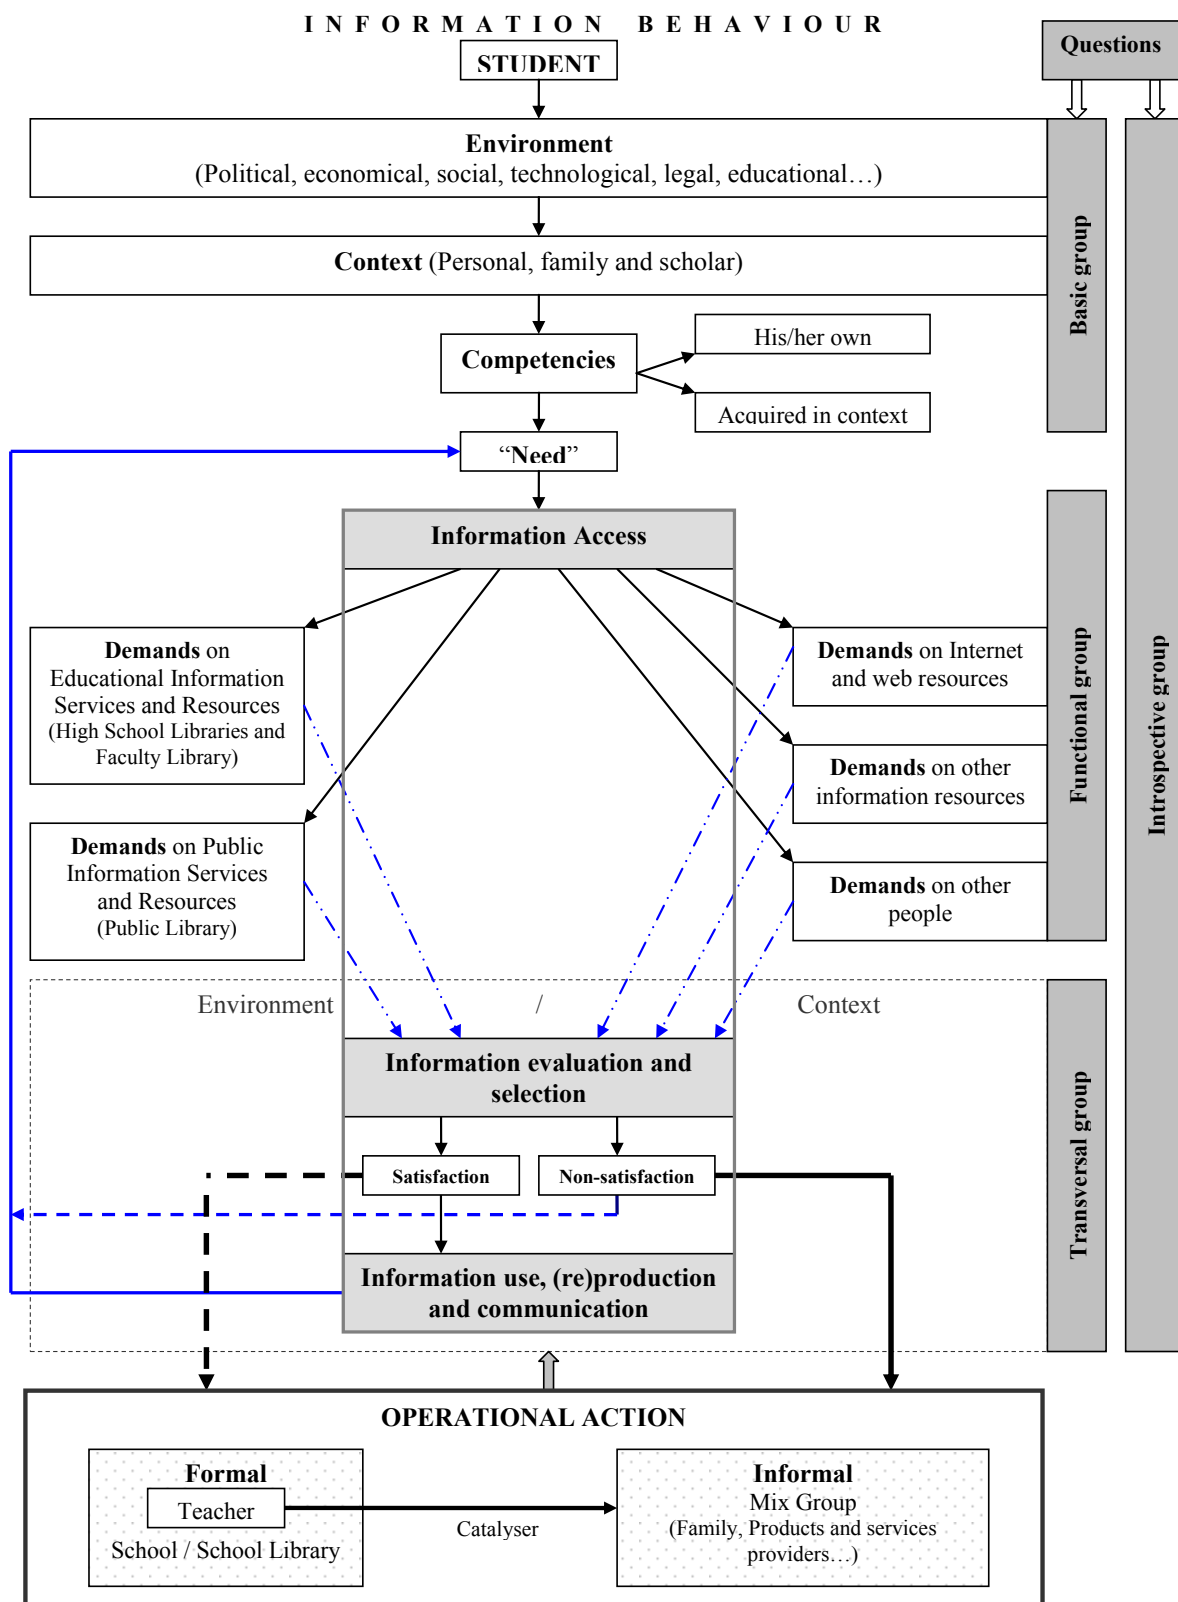 INFORMATION BEHAVIOUR
STUDENT
Questions
Environment
(Political, economical, social, technological, legal, educational…)
Context (Personal, family and scholar)
Basic group
Competencies
His/her own
Acquired in context
“Need”
Information Access
Demands on
Educational Information
Services and Resources
(High School Libraries and
Faculty Library)
Demands on Public
Information Services
and Resources
(Public Library)
Demands on Internet
and web resources
Demands on other
information resources
Demands on other
people
Functional group
Introspective group
Environment / Context
Information evaluation and
selection
Satisfaction
Non-satisfaction
Information use, (re)production
and communication
Transversal group
OPERATIONAL ACTION
Formal
Teacher
School / School Library
Catalyser
Informal
Mix Group
(Family, Products and services
providers…)